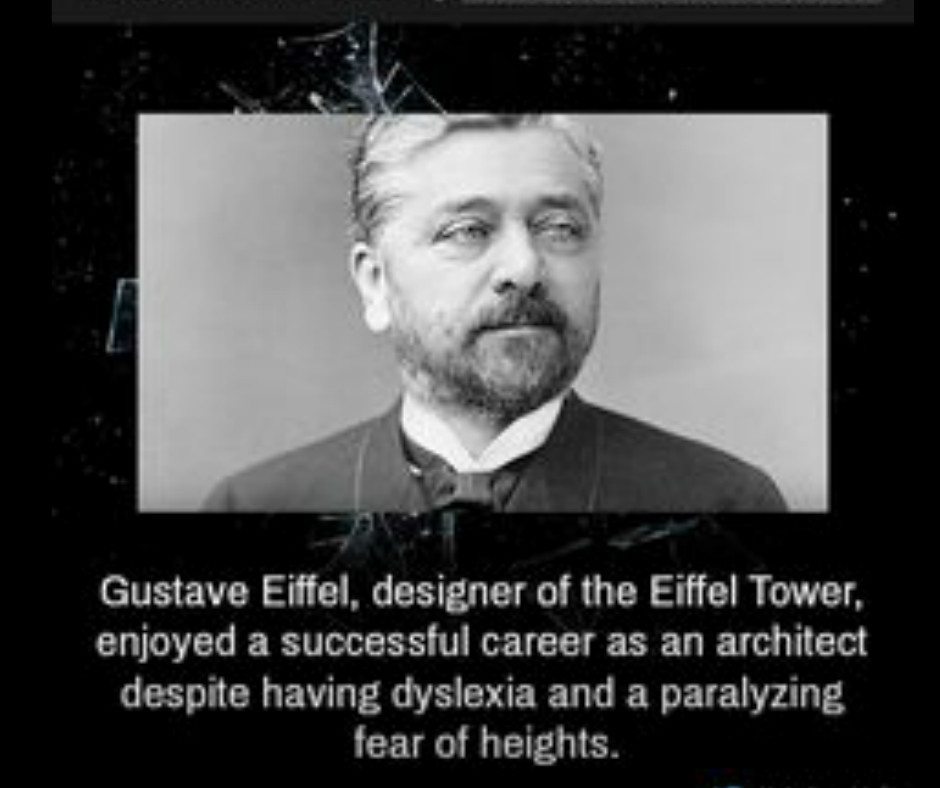 Gustave Eiffel, designer of the Eiffel Tower,
enjoyed a successful career as an architect
despite having dyslexia and a paralyzing
fear of heights.